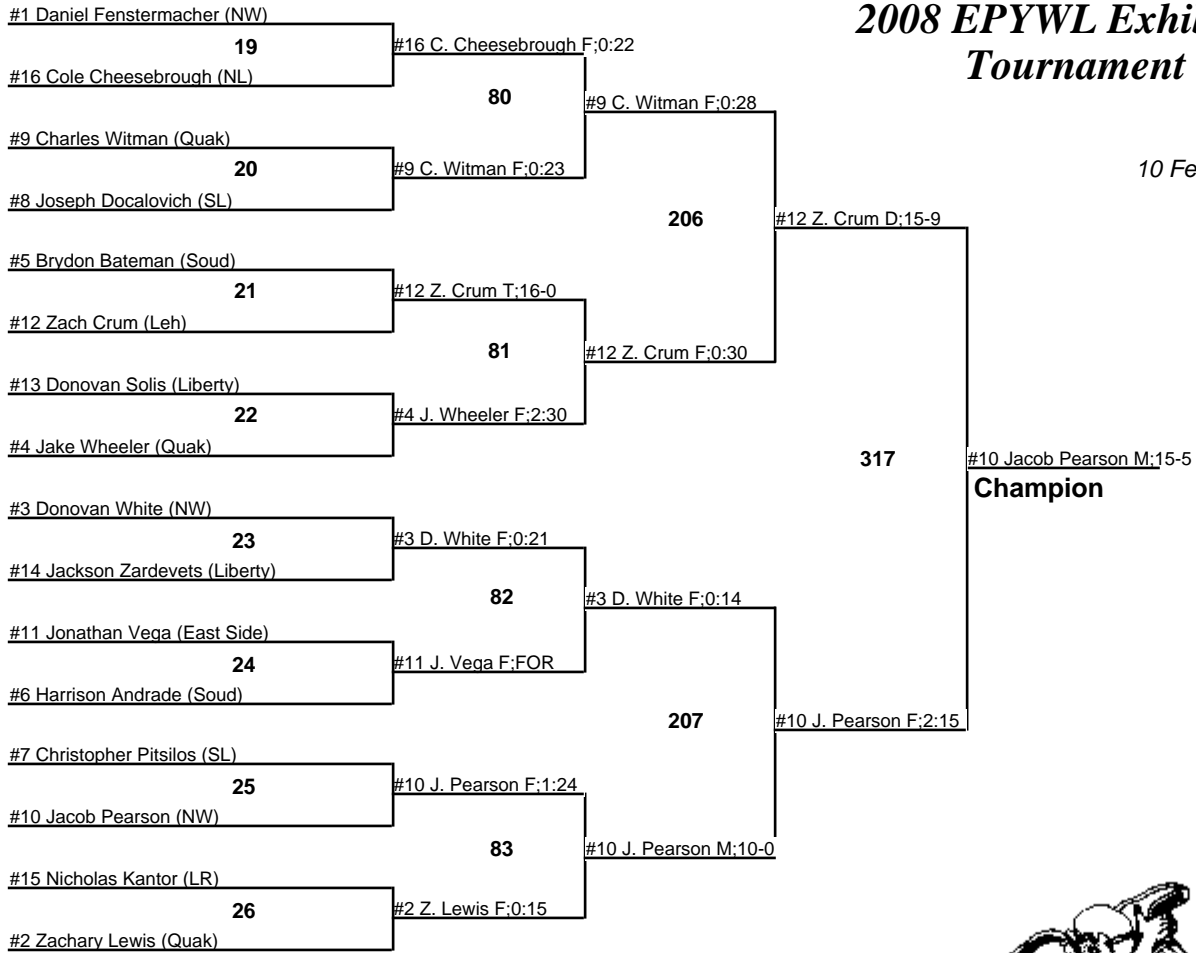 2008 EPYWL Exhi
Tournament
10 Fe
#1 Daniel Fenstermacher (NW)
19
#16 C. Cheesebrough F;0:22
#16 Cole Cheesebrough (NL)
80
#9 C. Witman F;0:28
#9 Charles Witman (Quak)
20
#9 C. Witman F;0:23
#8 Joseph Docalovich (SL)
206
#12 Z. Crum D;15-9
#5 Brydon Bateman (Soud)
21
#12 Z. Crum T;16-0
#12 Zach Crum (Leh)
81
#12 Z. Crum F;0:30
#13 Donovan Solis (Liberty)
22
#4 J. Wheeler F;2:30
#4 Jake Wheeler (Quak)
317
#10 Jacob Pearson M;15-5
Champion
#3 Donovan White (NW)
23
#3 D. White F;0:21
#14 Jackson Zardevets (Liberty)
82
#3 D. White F;0:14
#11 Jonathan Vega (East Side)
24
#11 J. Vega F;FOR
#6 Harrison Andrade (Soud)
207
#10 J. Pearson F;2:15
#7 Christopher Pitsilos (SL)
25
#10 J. Pearson F;1:24
#10 Jacob Pearson (NW)
83
#10 J. Pearson M;10-0
#15 Nicholas Kantor (LR)
26
#2 Z. Lewis F;0:15
#2 Zachary Lewis (Quak)